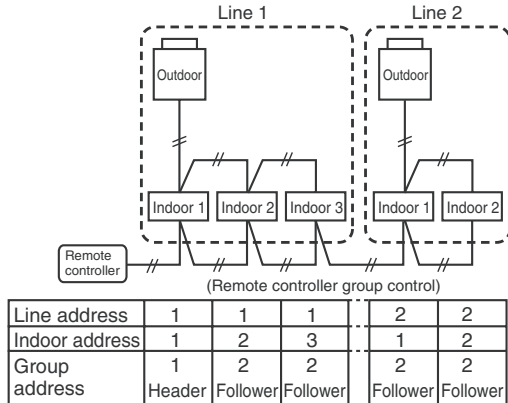 Line 1
Line 2
Outdoor
Outdoor
Indoor 1
Indoor 2
Indoor 3
Indoor 1
Indoor 2
Remote
controller
(Remote controller group control)
Line address 1 1 1 2 2
Indoor address 1 2 3 1 2
Group
address
1 2 2 2 2
Header Follower Follower Follower Follower